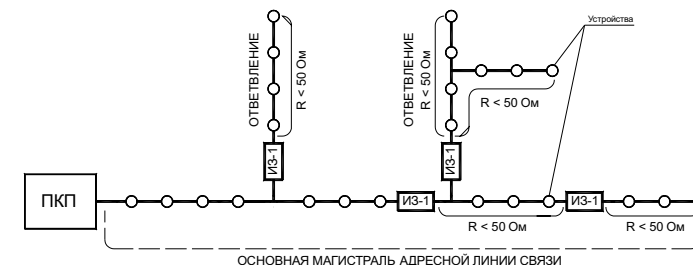 Устройства
ОТВЕТВЛЕНИЕ
R < 50 Ом
ОТВЕТВЛЕНИЕ
R < 50 Ом
R < 50 Ом
ИЗ-1
ИЗ-1
ПКП
ИЗ-1
ИЗ-1
R < 50 Ом
R < 50 Ом
ОСНОВНАЯ МАГИСТРАЛЬ АДРЕСНОЙ ЛИНИИ СВЯЗИ